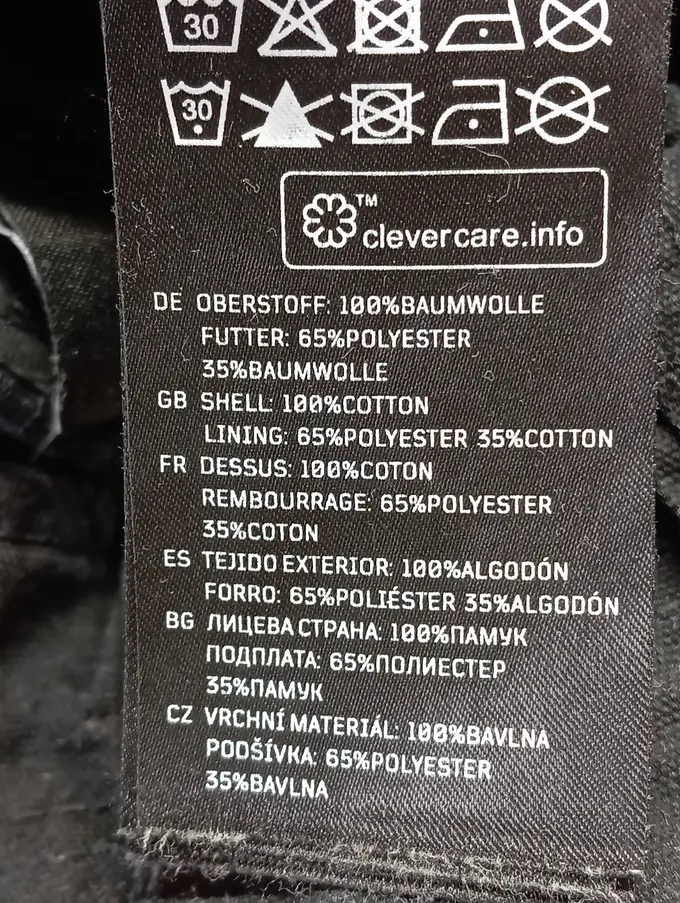 30
30
™
clevercare.info
DE OBERSTOFF: 100%BAUMWOLLE
FUTTER: 65%POLYESTER
35%BAUMWOLLE
GB SHELL: 100%COTTON
LINING: 65%POLYESTER 35%COTTON
FR DESSUS: 100%COTON
REMBOURRAGE: 65%POLYESTER
35%COTON
ES TEJIDO EXTERIOR: 100%ALGODÓN
FORRO: 65%POLIÉSTER 35%ALGODÓN
BG ЛИЦЕВА СТРАНА: 100%ПАМУК
ПОДПЛАТА: 65%ПОЛИЕСТЕР
35%ПАМУК
CZ VRCHNÍ MATERIÁL: 100%BAVLNA
PODŠÍVKA: 65%POLYESTER
35%BAVLNA